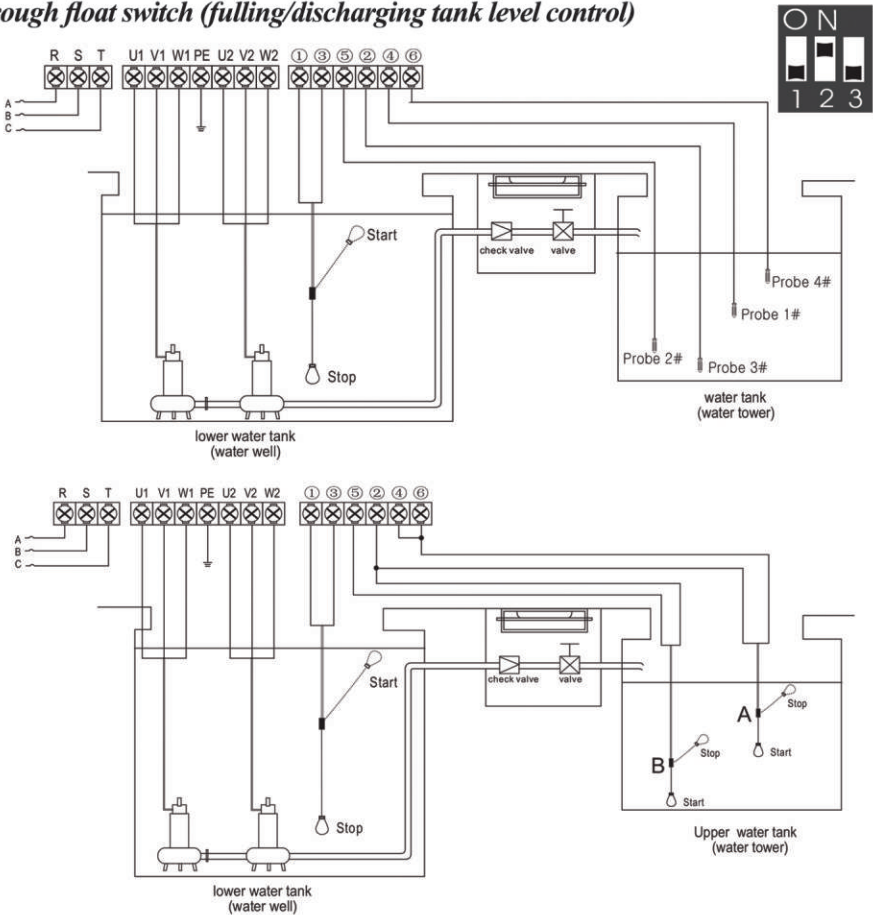 rough float switch (fulling/discharging tank level control)
ON
1 2 3
R S T U1 V1 W1 PE U2 V2 W2 ① ③ ⑤ ② ④ ⑥
A
B
C
Start
check valve valve
Probe 4#
Probe 1#
Probe 2#
Probe 3#
Stop
water tank
(water tower)
lower water tank
(water well)
R S T U1 V1 W1 PE U2 V2 W2 ① ③ ⑤ ② ④ ⑥
A
B
C
Start
check valve valve
A Stop
Start
B Stop
Start
Stop
Upper water tank
(water tower)
lower water tank
(water well)